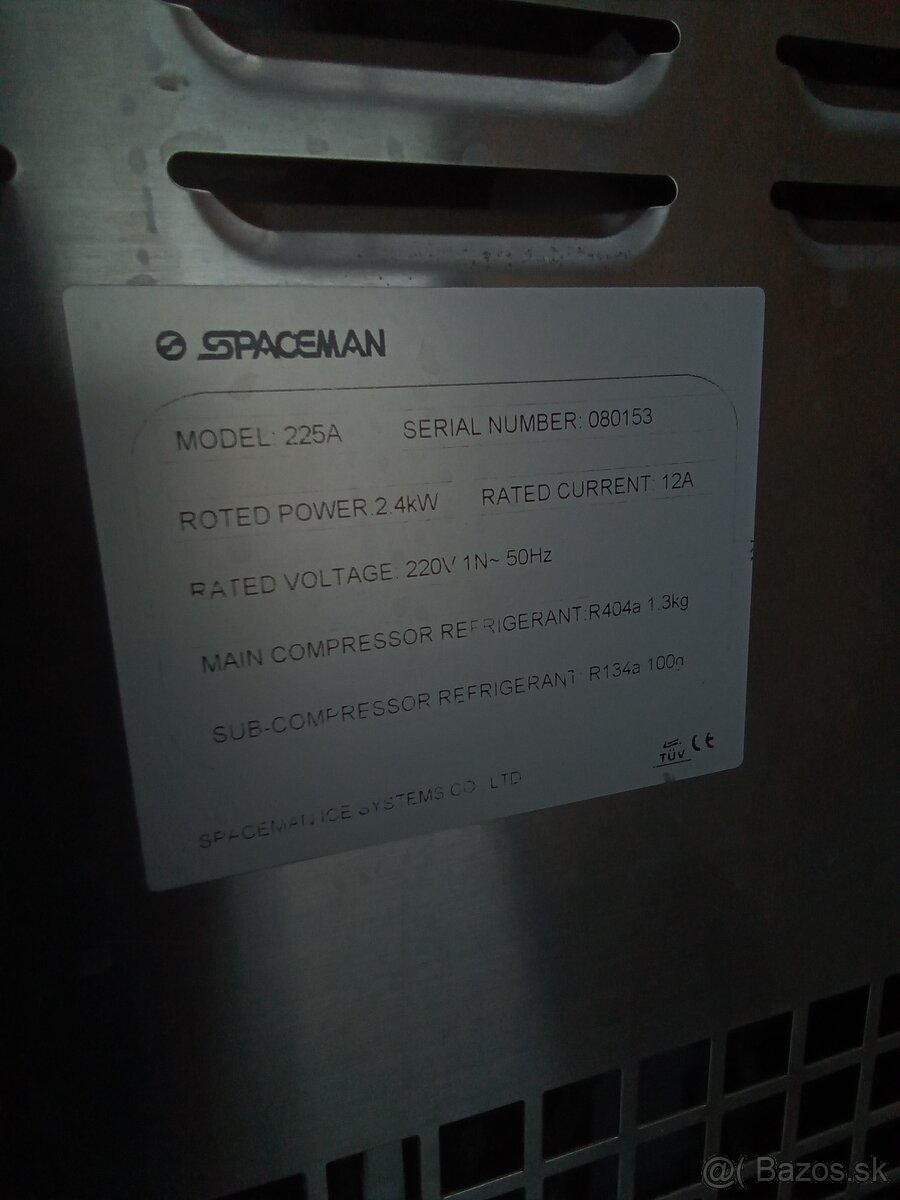 SPACEMAN
MODEL: 225A SERIAL NUMBER: 080153
ROTED POWER.2.4kW RATED CURRENT: 12A
RATED VOLTAGE: 220V 1N~ 50Hz
MAIN COMPRESSOR REFRIGERANT:R404a 1.3kg
SUB-COMPRESSOR REFRIGERANT: R134a 100g
TÜV CE
SPACEMAN ICE SYSTEMS CO LTD
@( Bazos.sk